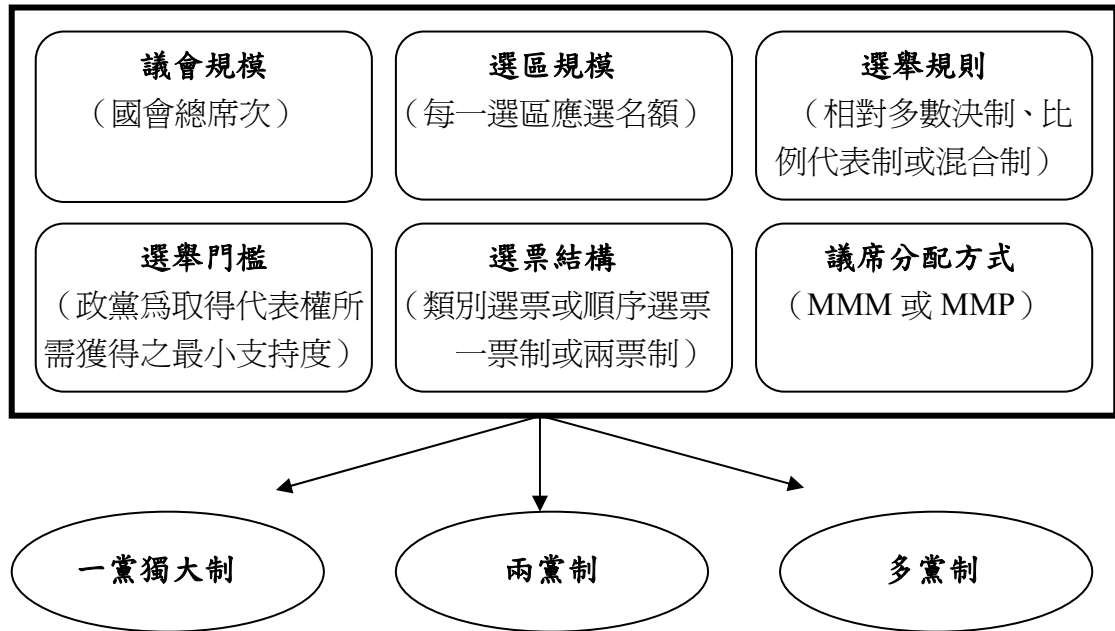 議會規模
（國會總席次）
選區規模
（每一選區應選名額）
選舉規則
（相對多數決制、比
例代表制或混合制）
選舉門檻
（政黨為取得代表權所
需獲得之最小支持度）
選票結構
（類別選票或順序選票
一票制或兩票制）
議席分配方式
（MMM 或 MMP）
一黨獨大制
兩黨制
多黨制